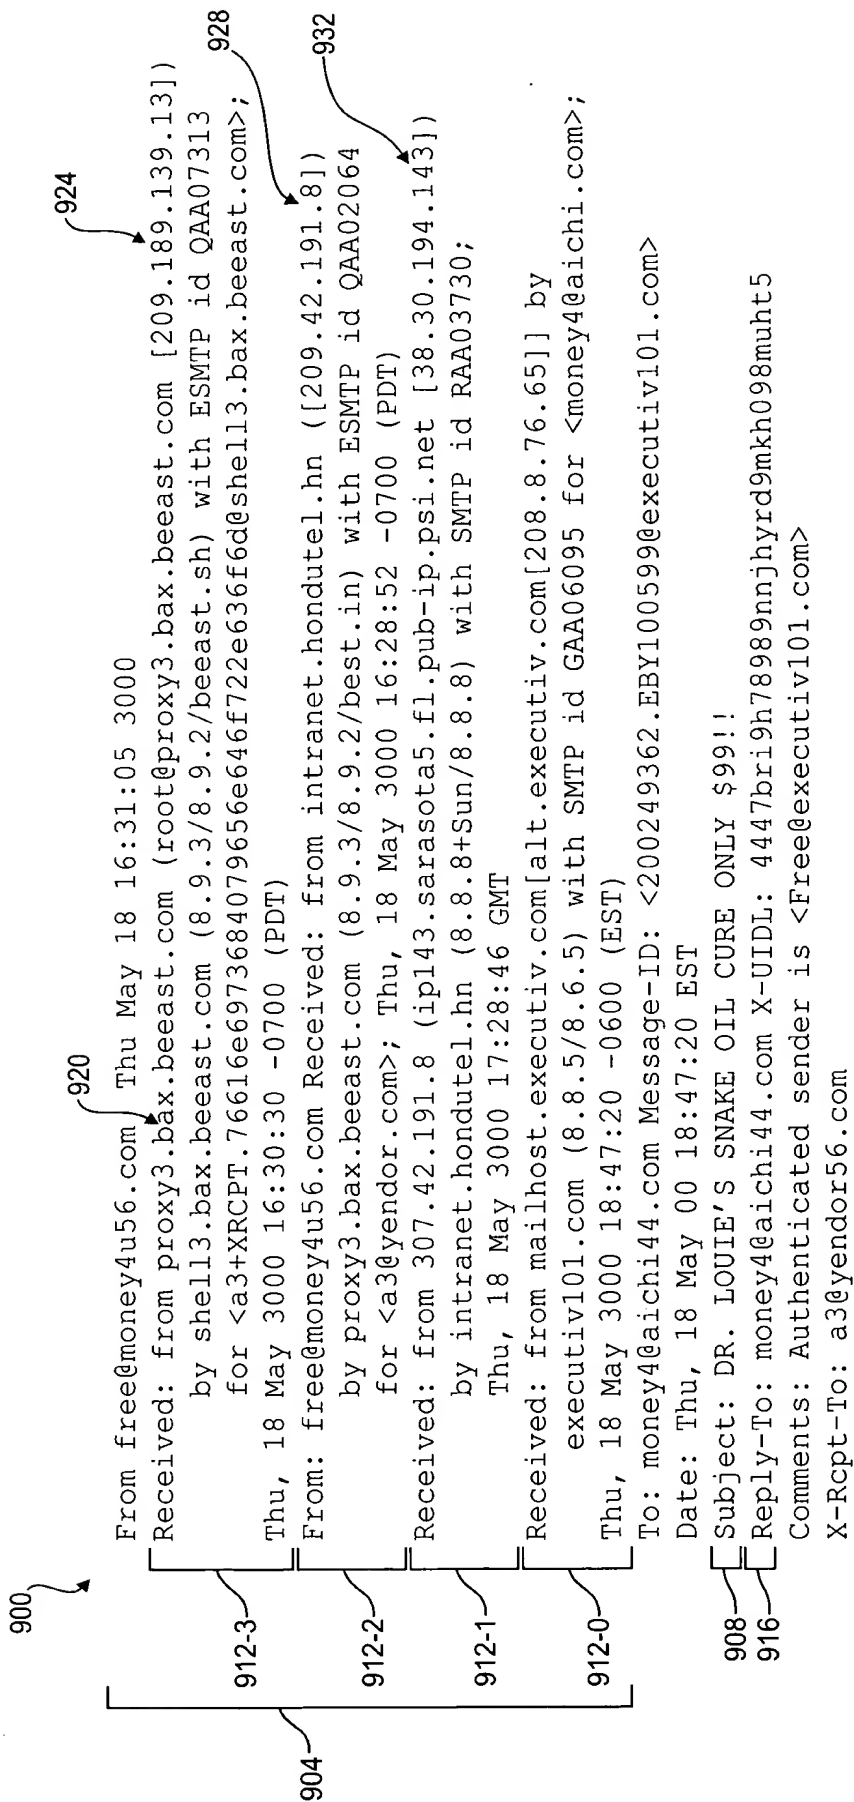 900
904
912-3
912-2
912-1
912-0
908
916
920
924
928
932
From free@money4u56.com Thu May 18 16:31:05 3000
Received: from proxy3.bax.beeast.com (root@proxy3.bax.beeast.com [209.189.139.13])
by shell3.bax.beeast.com (8.9.3/8.9.2/beeast.sh) with ESMTP id QAA07313
for <a3+XRCPT.76616e6973684079656e646f722e636f6d@shell3.bax.beeast.com>;
Thu, 18 May 3000 16:30:30 -0700 (PDT)
From: free@money4u56.com Received: from intranet.hondutel.hn ([209.42.191.8])
by proxy3.bax.beeast.com (8.9.3/8.9.2/best.in) with ESMTP id QAA02064
for <a3@yendor.com>; Thu, 18 May 3000 16:28:52 -0700 (PDT)
Received: from 307.42.191.8 (ip143.sarasota5.fl.pub-ip.psi.net [38.30.194.143])
by intranet.hondutel.hn (8.8.8+Sun/8.8.8) with SMTP id RAA03730;
Thu, 18 May 3000 17:28:46 GMT
Received: from mailhost.executiv.com[alt.executiv.com[208.8.76.65]] by
executiv101.com (8.8.5/8.6.5) with SMTP id GAA06095 for <money4@aichi.com>;
Thu, 18 May 3000 18:47:20 -0600 (EST)
To: money4@aichi44.com Message-ID: <200249362.EBY100599@executiv101.com>
Date: Thu, 18 May 00 18:47:20 EST
Subject: DR. LOUIE'S SNAKE OIL CURE ONLY $99!!
Reply-To: money4@aichi44.com X-UIDL: 4447bri9h78989nnjhyrd9mkh098muht5
Comments: Authenticated sender is <Free@executiv101.com>
X-Rcpt-To: a3@yendor56.com